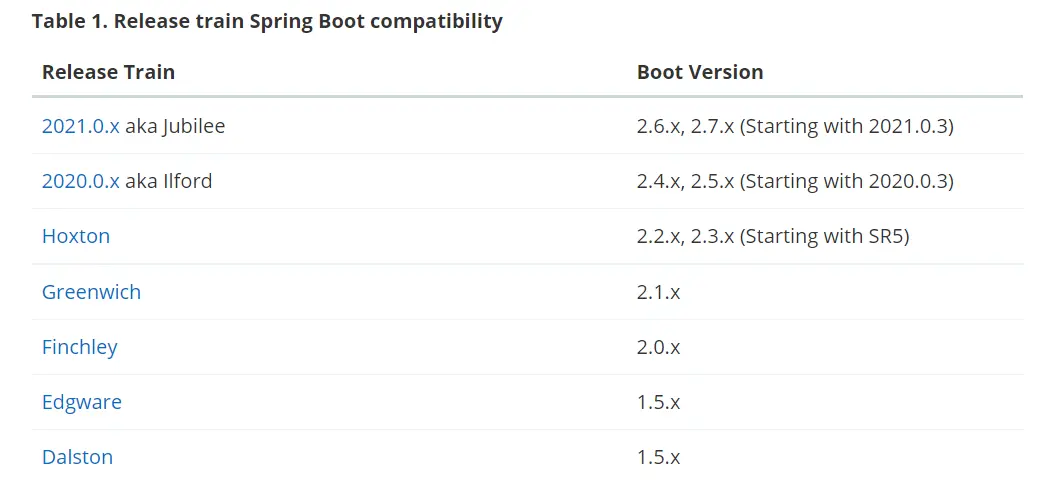 Table 1. Release train Spring Boot compatibility
Release Train Boot Version
2021.0.x aka Jubilee 2.6.x, 2.7.x (Starting with 2021.0.3)
2020.0.x aka Ilford 2.4.x, 2.5.x (Starting with 2020.0.3)
Hoxton 2.2.x, 2.3.x (Starting with SR5)
Greenwich 2.1.x
Finchley 2.0.x
Edgware 1.5.x
Dalston 1.5.x